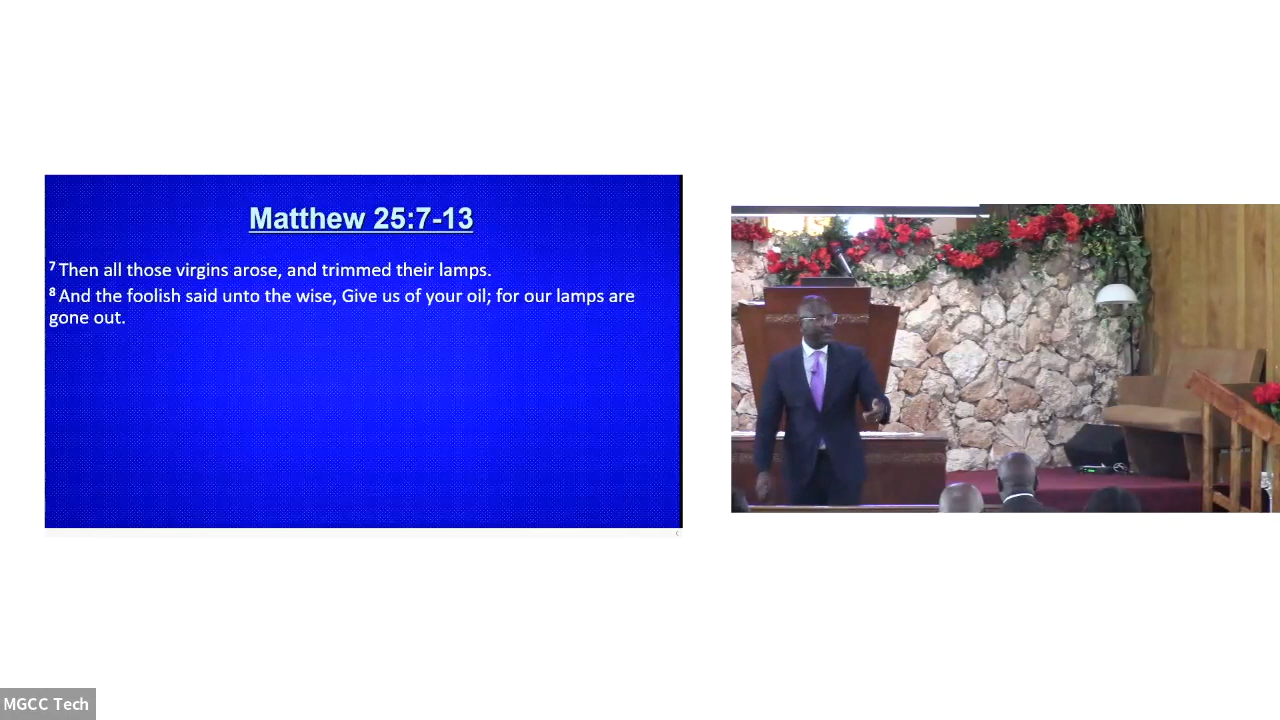 Matthew 25:7-13
7 Then all those virgins arose, and trimmed their lamps.
8 And the foolish said unto the wise, Give us of your oil; for our lamps are
gone out.
MGCC Tech